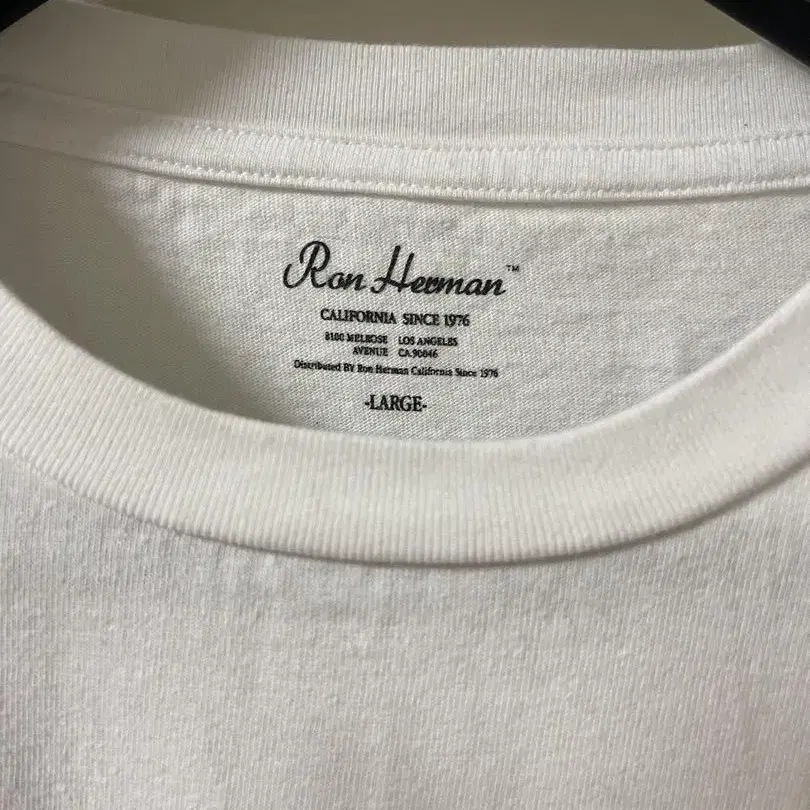 Ron Herman™
CALIFORNIA SINCE 1976
8100 MELROSE LOS ANGELES
AVENUE CA.90046
Distributed BY Ron Herman California Since 1976
-LARGE-